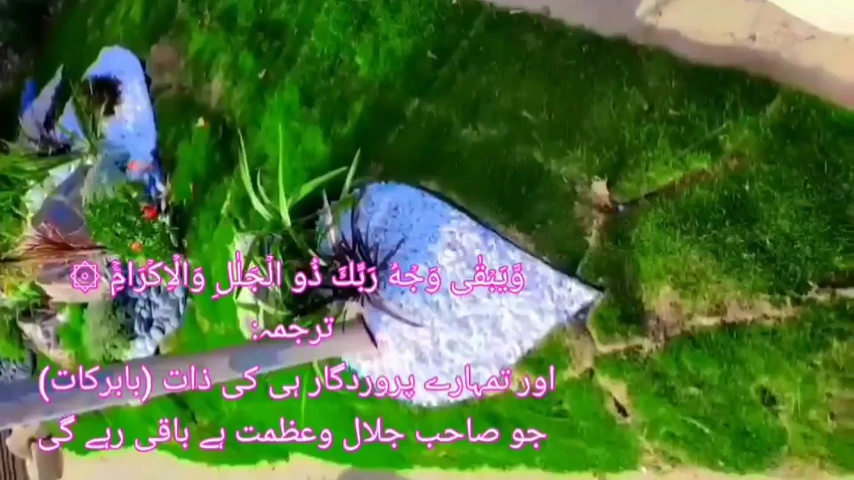 وَّيَبۡقٰى وَجۡهُ رَبِّكَ ذُو الۡجَلٰلِ وَالۡاِكۡرَامِ‌ۚ‏ ۞
ترجمہ:
اور تمہارے پروردگار ہی کی ذات (بابرکات)
جو صاحب جلال وعظمت ہے باقی رہے گی